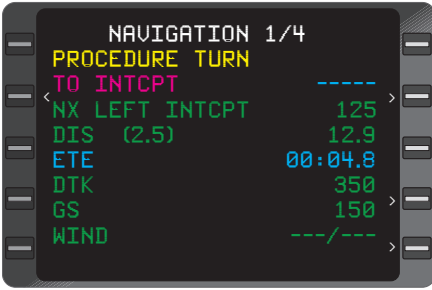 NAVIGATION 1/4
PROCEDURE TURN
TO INTCPT -----
<NX LEFT INTCPT 125>
DIS (2.5) 12.9
ETE 00:04.8
DTK 350
GS 150>
WIND ---/--->